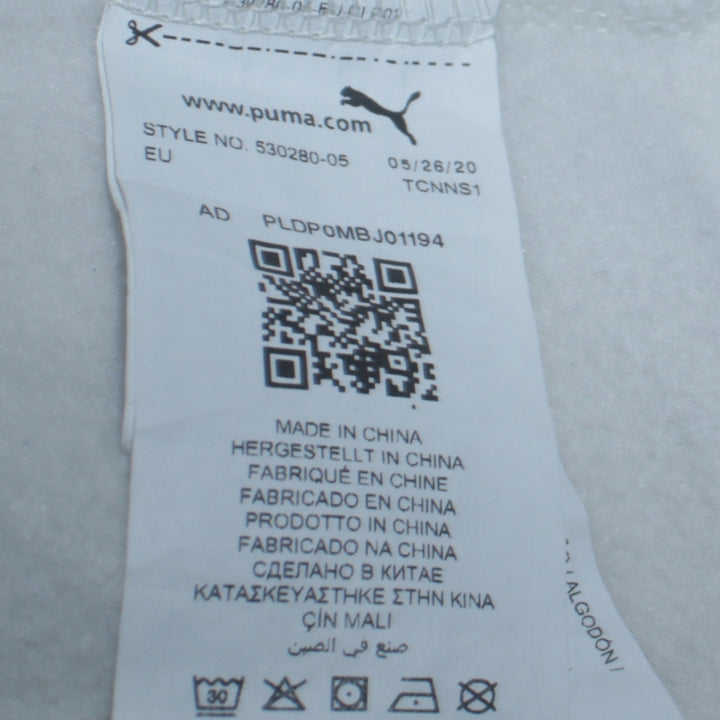 www.puma.com
STYLE NO. 530280-05 05/26/20
EU TCNNS1
AD PLDP0MBJ01194
MADE IN CHINA
HERGESTELLT IN CHINA
FABRIQUÉ EN CHINE
FABRICADO EN CHINA
PRODOTTO IN CHINA
FABRICADO NA CHINA
СДЕЛАНО В КИТАЕ
ΚΑΤΑΣΚΕΥΑΣΤΗΚΕ ΣΤΗΝ ΚΙΝΑ
ÇİN MALI
صنع في الصين
30
/ ALGODÓN /